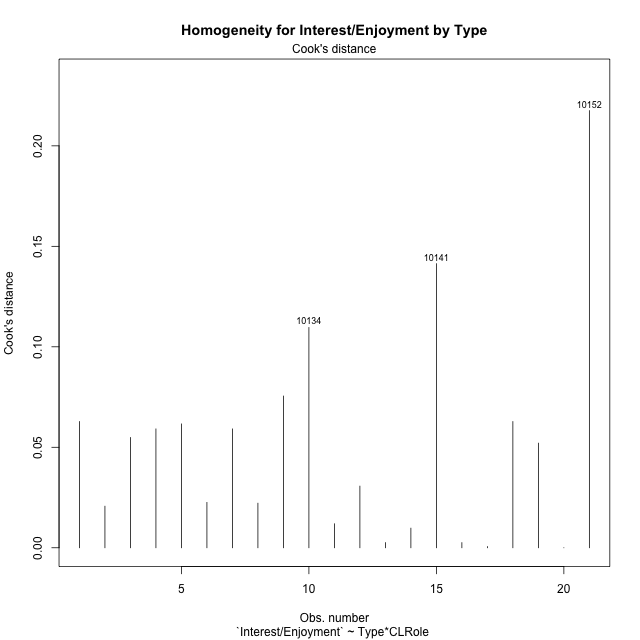 Homogeneity for Interest/Enjoyment by Type
Cook's distance
10152
0.20
0.15
10141
10134
0.10
0.05
0.00
Cook's distance
5 10 15 20
Obs. number
`Interest/Enjoyment` ~ Type*CLRole